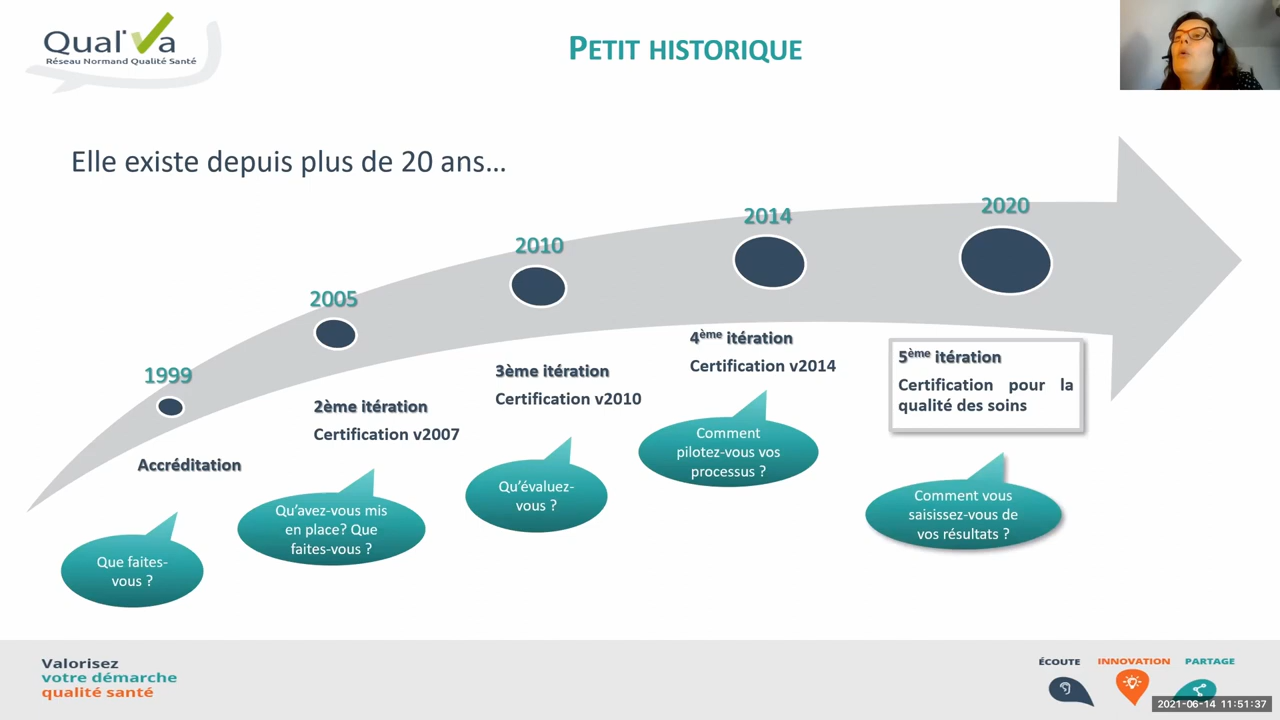 Qual'Va
Réseau Normand Qualité Santé
PETIT HISTORIQUE
Elle existe depuis plus de 20 ans...
1999
Accréditation
Que faites-
vous ?
2005
2ème itération
Certification v2007
Qu'avez-vous mis
en place? Que
faites-vous ?
2010
3ème itération
Certification v2010
Qu'évaluez-
vous ?
2014
4ème itération
Certification v2014
Comment
pilotez-vous vos
processus ?
2020
5ème itération
Certification pour la
qualité des soins
Comment vous
saisissez-vous de
vos résultats ?
Valorisez
votre démarche
qualité santé
ÉCOUTE
INNOVATION
PARTAGE
2021-06-14 11:51:37